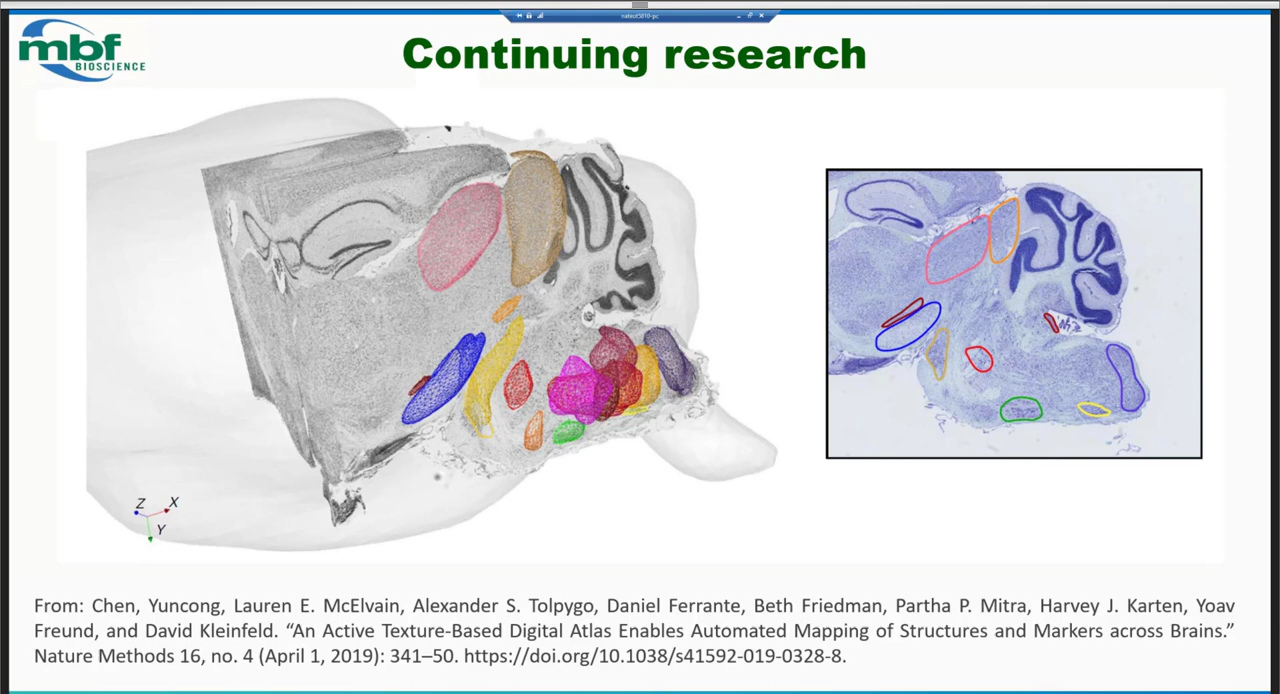 nateut5810-pc
mbf
BIOSCIENCE
Continuing research
Z
X
Y
From: Chen, Yuncong, Lauren E. McElvain, Alexander S. Tolpygo, Daniel Ferrante, Beth Friedman, Partha P. Mitra, Harvey J. Karten, Yoav
Freund, and David Kleinfeld. “An Active Texture-Based Digital Atlas Enables Automated Mapping of Structures and Markers across Brains.”
Nature Methods 16, no. 4 (April 1, 2019): 341–50. https://doi.org/10.1038/s41592-019-0328-8.